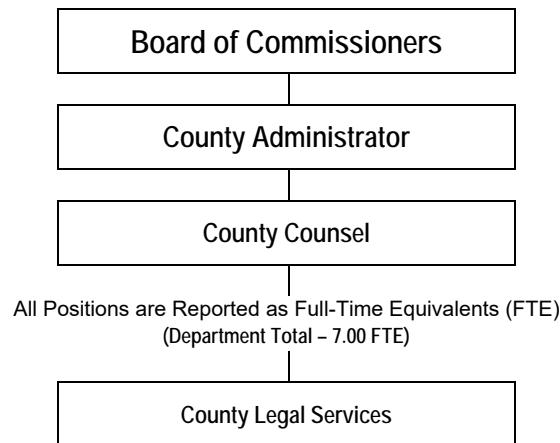 Board of Commissioners
County Administrator
County Counsel
All Positions are Reported as Full-Time Equivalents (FTE)
(Department Total – 7.00 FTE)
County Legal Services